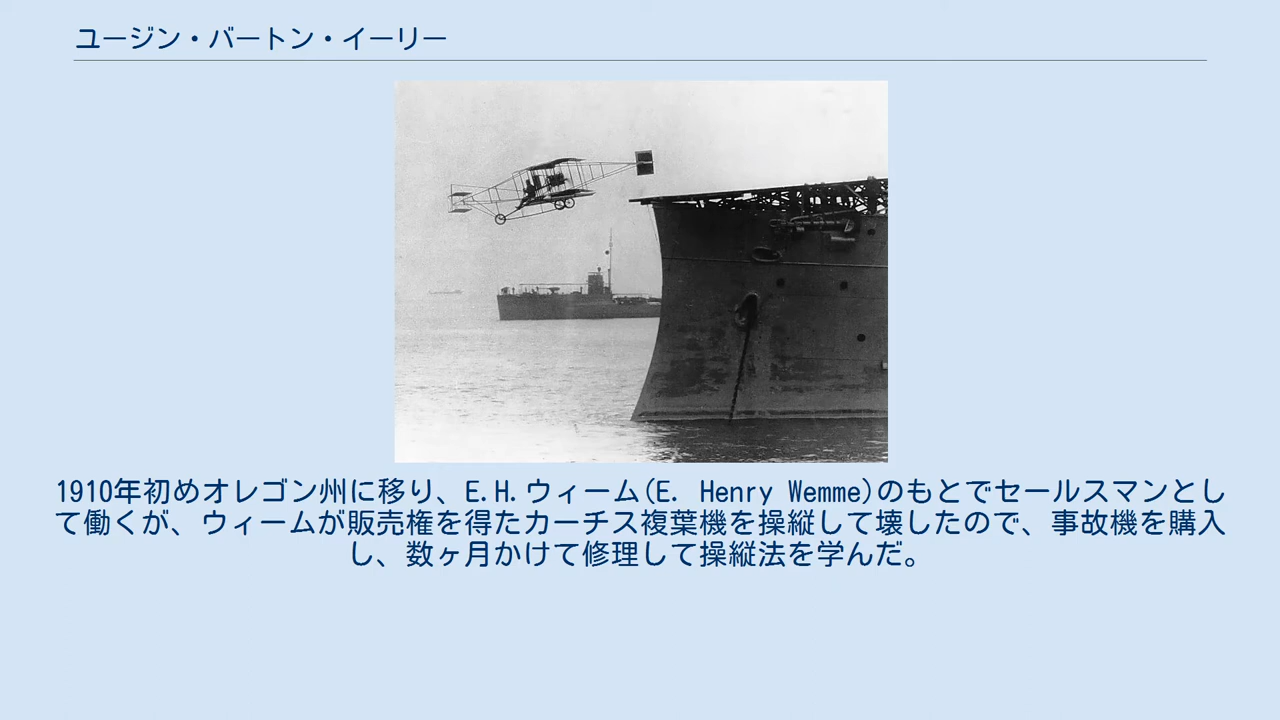 ユージン・バートン・イーリー
1910年初めオレゴン州に移り、E.H.ウィーム(E. Henry Wemme)のもとでセールスマンとし
て働くが、ウィームが販売権を得たカーチス複葉機を操縦して壊したので、事故機を購入
し、数ヶ月かけて修理して操縦法を学んだ。